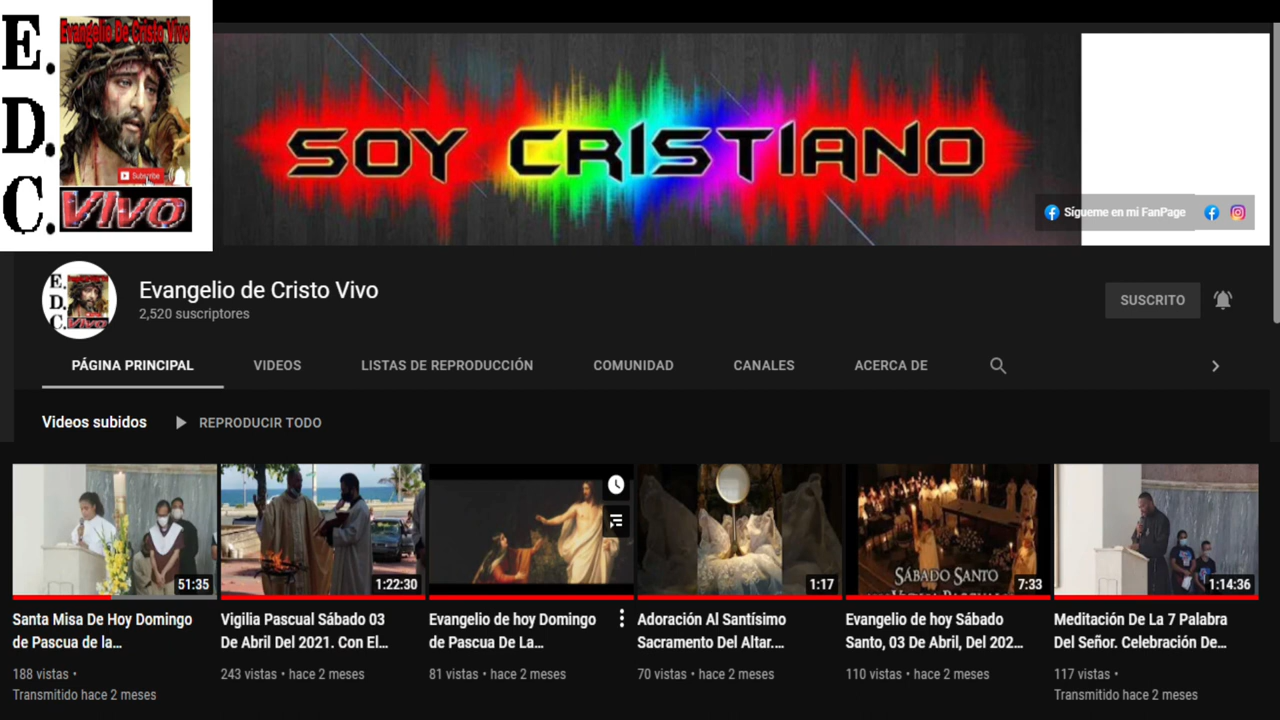 E.
D.
C.
Evangelio De Cristo Vivo
Subscribe
Vivo
SOY CRISTIANO
Sígueme en mi FanPage
E.
D.
C.
Vivo
Evangelio de Cristo Vivo
2,520 suscriptores
SUSCRITO
PÁGINA PRINCIPAL
VIDEOS
LISTAS DE REPRODUCCIÓN
COMUNIDAD
CANALES
ACERCA DE
Videos subidos
REPRODUCIR TODO
51:35
Santa Misa De Hoy Domingo
de Pascua de la...
188 vistas •
Transmitido hace 2 meses
1:22:30
Vigilia Pascual Sábado 03
De Abril Del 2021. Con El...
243 vistas • hace 2 meses
Evangelio de hoy Domingo
de Pascua De La...
81 vistas • hace 2 meses
1:17
Adoración Al Santísimo
Sacramento Del Altar....
70 vistas • hace 2 meses
SÁBADO SANTO
7:33
Evangelio de hoy Sábado
Santo, 03 De Abril, Del 202...
110 vistas • hace 2 meses
1:14:36
Meditación De La 7 Palabra
Del Señor. Celebración De...
117 vistas •
Transmitido hace 2 meses